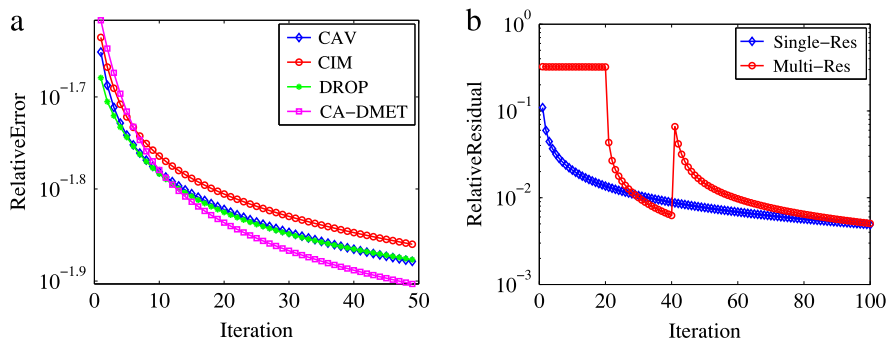 a
CAV
CIM
DROP
CA−DMET
10^−1.7
10^−1.8
10^−1.9
RelativeError
0 10 20 30 40 50
Iteration
b
Single−Res
Multi−Res
10^0
10^−1
10^−2
10^−3
RelativeResidual
0 20 40 60 80 100
Iteration